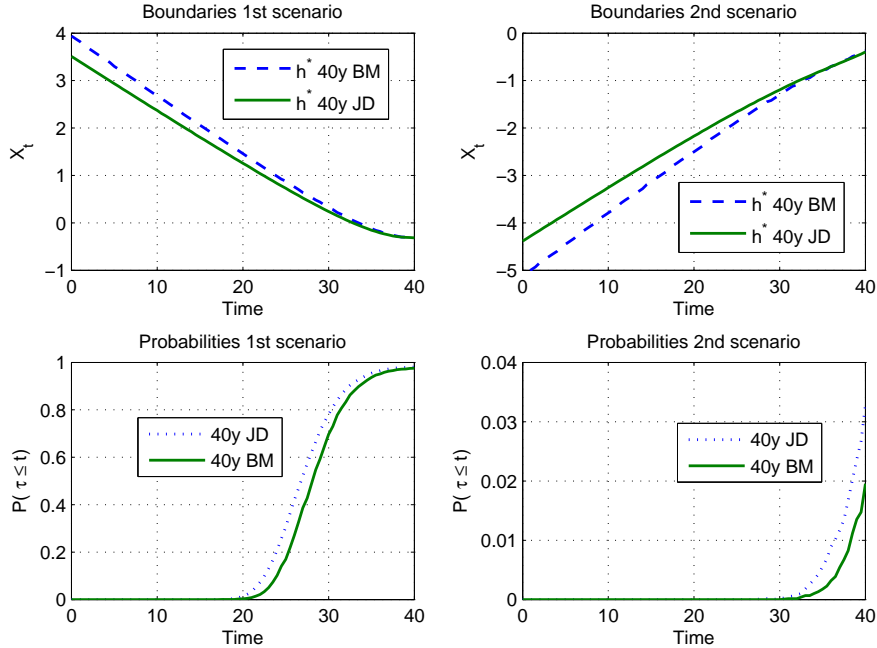 Boundaries 1st scenario
4
3
2
1
0
−1
X_t
h* 40y BM
h* 40y JD
0 10 20 30 40
Time
Boundaries 2nd scenario
0
−1
−2
−3
−4
−5
X_t
h* 40y BM
h* 40y JD
0 10 20 30 40
Time
Probabilities 1st scenario
1
0.8
0.6
0.4
0.2
0
P( τ ≤ t)
40y JD
40y BM
0 10 20 30 40
Time
Probabilities 2nd scenario
0.04
0.03
0.02
0.01
0
P( τ ≤ t)
40y JD
40y BM
0 10 20 30 40
Time